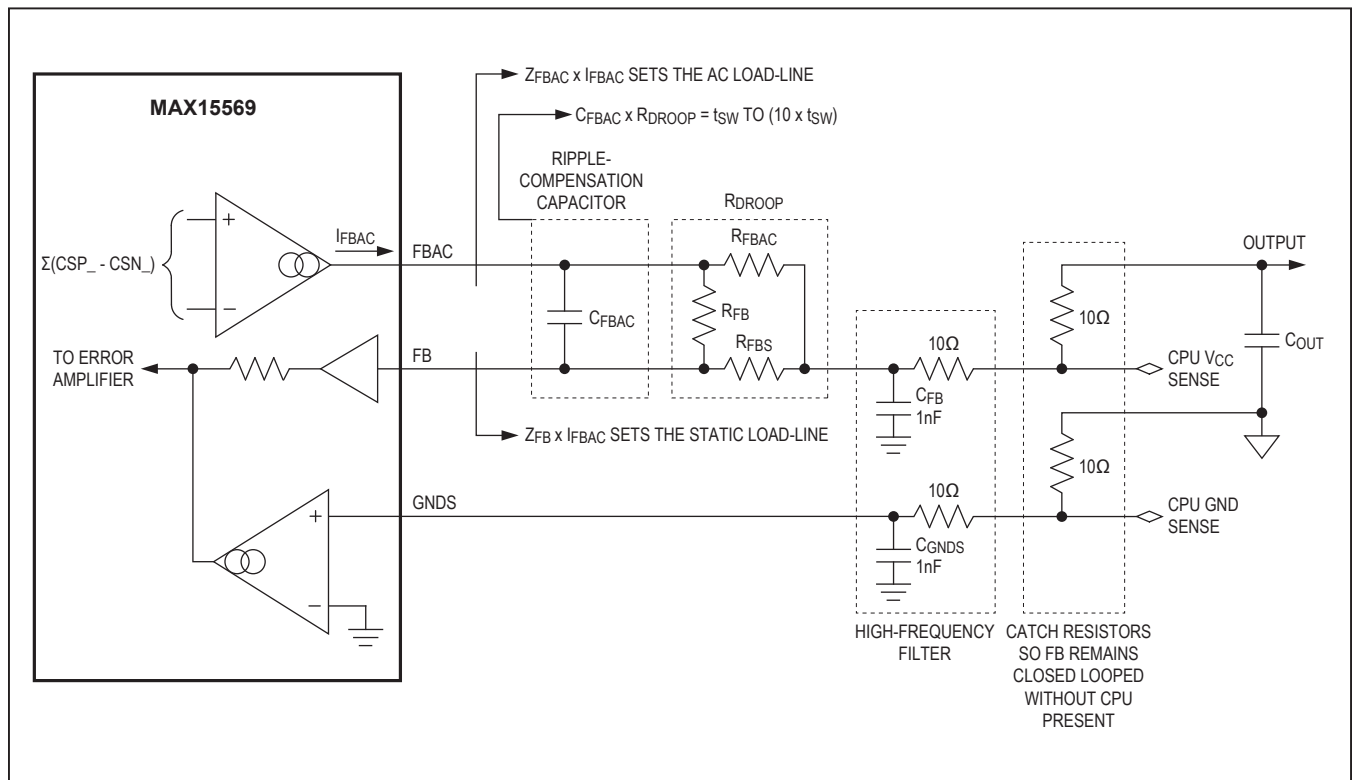 MAX15569
ZFBAC x IFBAC SETS THE AC LOAD-LINE
CFBAC x RDROOP = tSW TO (10 x tSW)
RIPPLE-
COMPENSATION
CAPACITOR
RDROOP
Σ(CSP_ - CSN_)
+
−
IFBAC
FBAC
CFBAC
RFBAC
RFB
RFBS
OUTPUT
10Ω
COUT
TO ERROR
AMPLIFIER
FB
10Ω
CFB
1nF
CPU VCC
SENSE
ZFB x IFBAC SETS THE STATIC LOAD-LINE
10Ω
GNDS
+
−
10Ω
CGNDS
1nF
CPU GND
SENSE
HIGH-FREQUENCY
FILTER
CATCH RESISTORS
SO FB REMAINS
CLOSED LOOPED
WITHOUT CPU
PRESENT